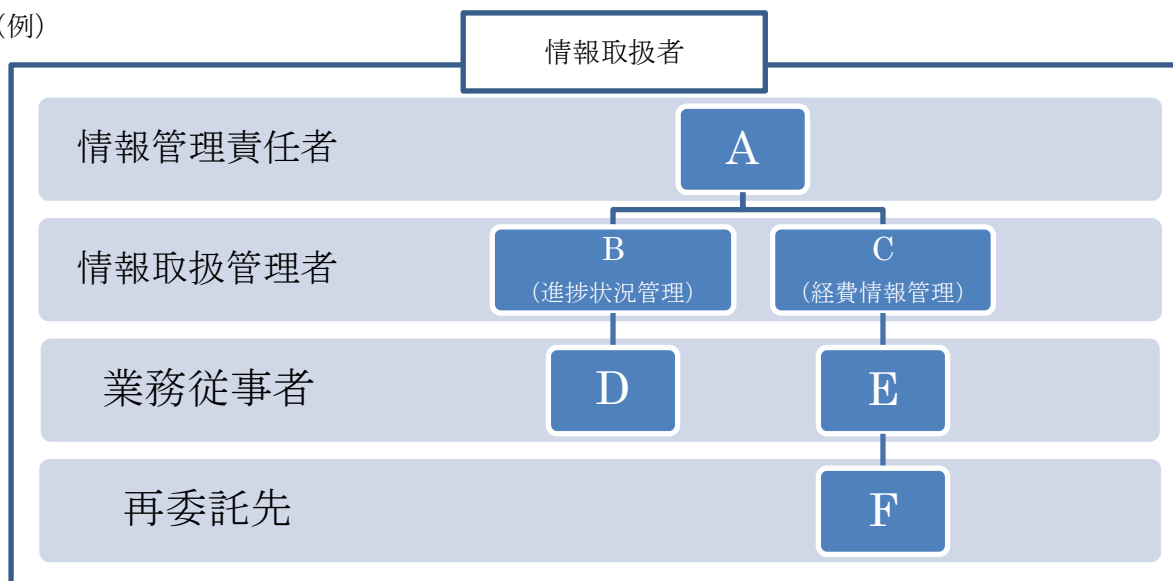 (例)
情報取扱者
情報管理責任者
A
情報取扱管理者
B
(進捗状況管理)
C
(経費情報管理)
業務従事者
D
E
再委託先
F